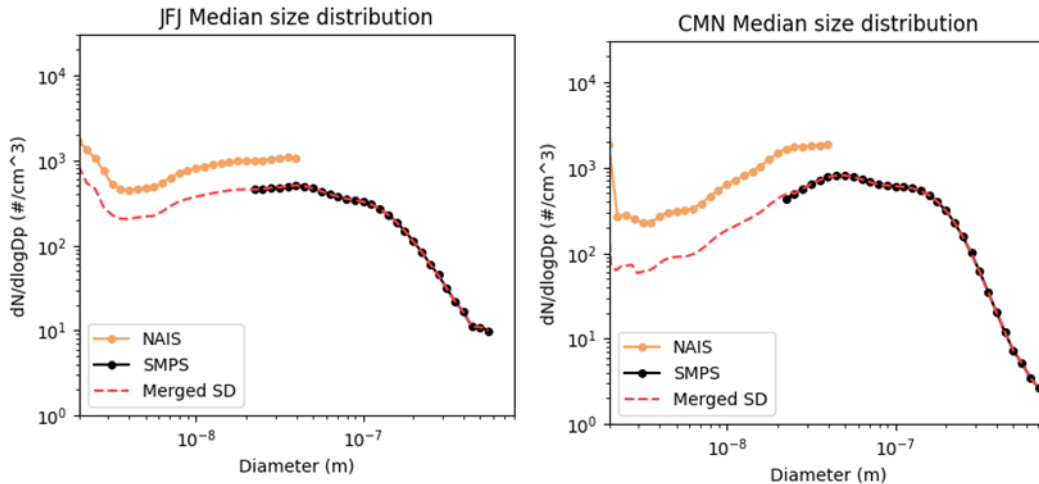 JFJ Median size distribution
dN/dlogDp (#/cm^3)
10^4
10^3
10^2
10^1
10^0
NAIS
SMPS
Merged SD
10^-8
10^-7
Diameter (m)
CMN Median size distribution
dN/dlogDp (#/cm^3)
10^4
10^3
10^2
10^1
10^0
NAIS
SMPS
Merged SD
10^-8
10^-7
Diameter (m)